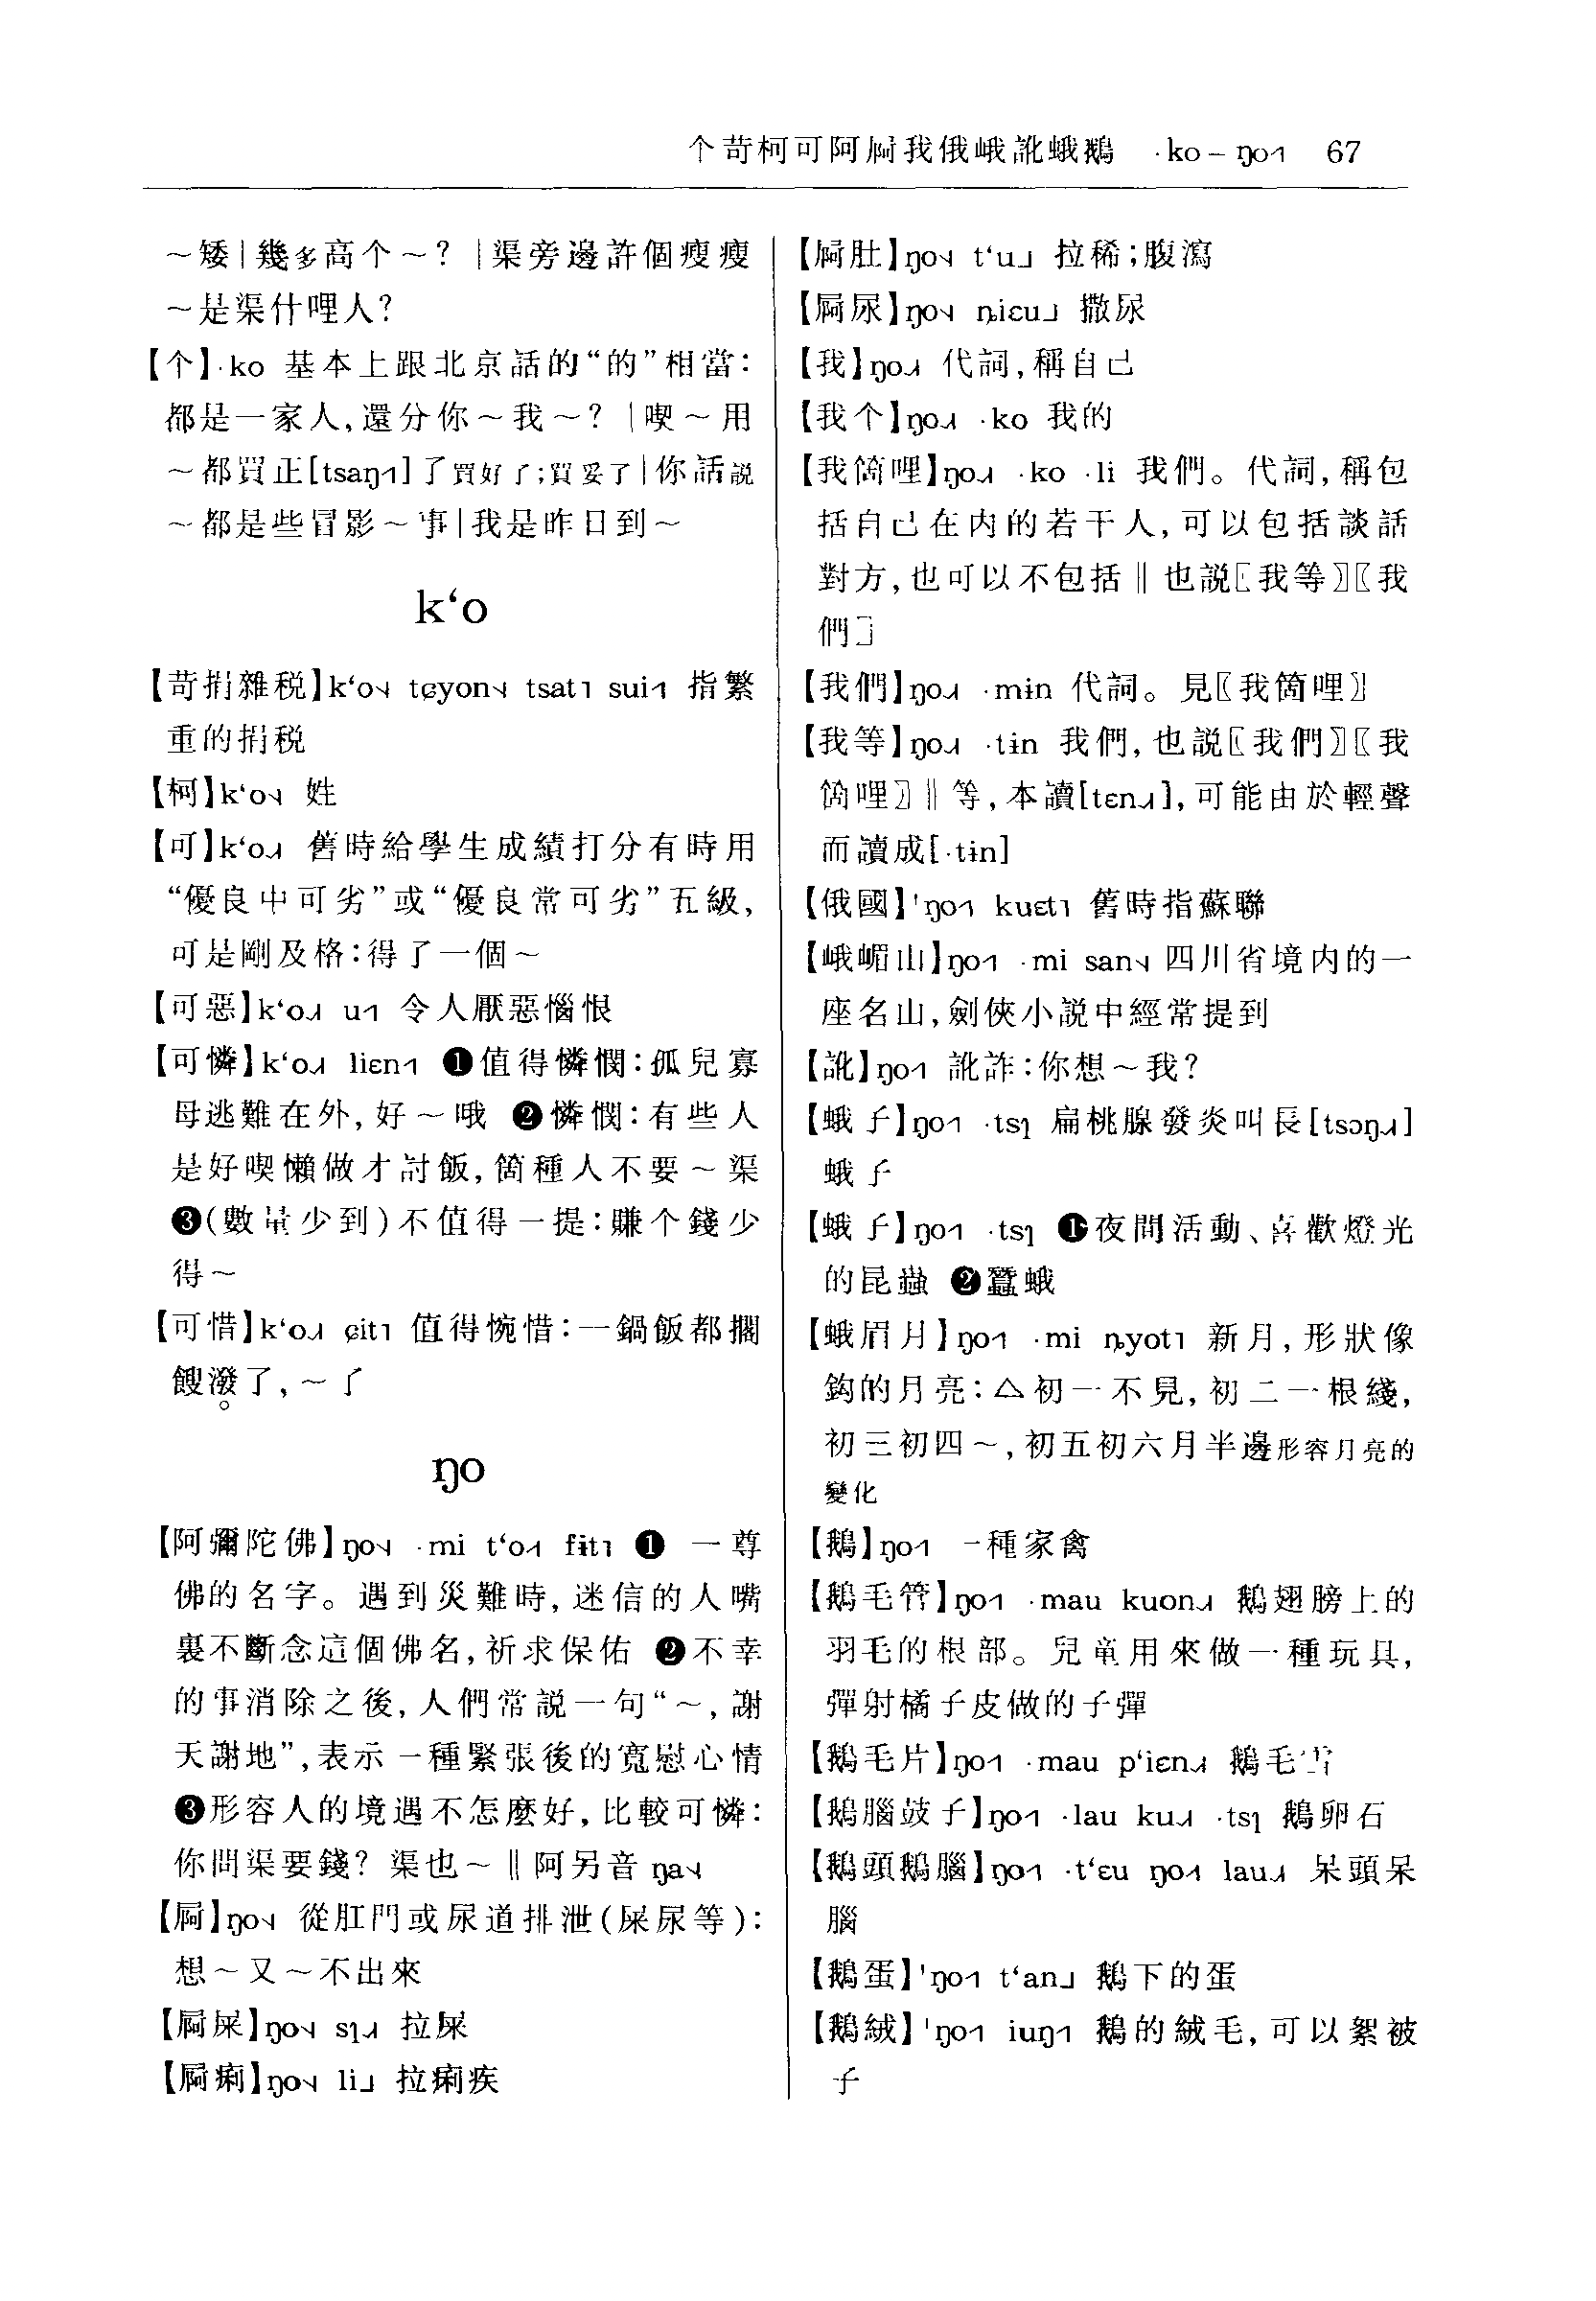 个苛柯可阿屙我俄峨訛蛾鵝 ·ko – ŋo˧˥ 67
～矮|幾多高个～？|渠旁邊許個瘦瘦
～是渠什哩人？
【个】·ko 基本上跟北京話的“的”相當：
都是一家人，還分你～我～？|喫～用
～都買正[tsaŋ]了買好了；買妥了|你話説
～都是些冒影～事|我是昨日到～
k‘o
【苛捐雜税】k‘o tɕyon tsat sui 指繁
重的捐税
【柯】k‘o 姓
【可】k‘o 舊時給學生成績打分有時用
“優良中可劣”或“優良常可劣”五級，
可是剛及格：得了一個～
【可惡】k‘o u 令人厭惡惱恨
【可憐】k‘o liɛn ❶值得憐憫：孤兒寡
母逃難在外，好～哦 ❷憐憫：有些人
是好喫懶做才討飯，箇種人不要～渠
❸(數量少到)不值得一提：賺个錢少
得～
【可惜】k‘o ɕit 值得惋惜：一鍋飯都擱
餿潑了，～了
ŋo
【阿彌陀佛】ŋo ·mi t‘o fɨt ❶ 一尊
佛的名字。遇到災難時，迷信的人嘴
裏不斷念這個佛名，祈求保佑 ❷不幸
的事消除之後，人們常説一句“～，謝
天謝地”，表示一種緊張後的寬慰心情
❸形容人的境遇不怎麽好，比較可憐：
你問渠要錢？渠也～‖阿另音 ŋa
【屙】ŋo 從肛門或尿道排泄(屎尿等)：
想～又～不出來
【屙屎】ŋo sɿ 拉屎
【屙痢】ŋo li 拉痢疾
【屙肚】ŋo t‘u 拉稀；腹瀉
【屙尿】ŋo ȵiɛu 撒尿
【我】ŋo 代詞，稱自己
【我个】ŋo ·ko 我的
【我箇哩】ŋo ·ko ·li 我們。代詞，稱包
括自己在内的若干人，可以包括談話
對方，也可以不包括‖也説〖我等〗〖我
們〗
【我們】ŋo ·mɨn 代詞。見〖我箇哩〗
【我等】ŋo ·tɨn 我們，也説〖我們〗〖我
箇哩〗‖等，本讀[tɛn]，可能由於輕聲
而讀成[·tɨn]
【俄國】ˈŋo kuɛt 舊時指蘇聯
【峨嵋山】ŋo ·mi san 四川省境内的一
座名山，劍俠小説中經常提到
【訛】ŋo 訛詐：你想～我？
【蛾子】ŋo ·tsɿ 扁桃腺發炎叫長[tsɔŋ]
蛾子
【蛾子】ŋo ·tsɿ ❶夜間活動、喜歡燈光
的昆蟲 ❷蠶蛾
【蛾眉月】ŋo ·mi ȵyot 新月，形狀像
鈎的月亮：△初一不見，初二一根綫，
初三初四～，初五初六月半邊形容月亮的
變化
【鵝】ŋo 一種家禽
【鵝毛管】ŋo ·mau kuon 鵝翅膀上的
羽毛的根部。兒童用來做一種玩具，
彈射橘子皮做的子彈
【鵝毛片】ŋo ·mau p‘iɛn 鵝毛雪
【鵝腦鼓子】ŋo ·lau ku ·tsɿ 鵝卵石
【鵝頭鵝腦】ŋo ·t‘ɛu ŋo lau 呆頭呆
腦
【鵝蛋】ˈŋo t‘an 鵝下的蛋
【鵝絨】ˈŋo iuŋ 鵝的絨毛，可以絮被
子